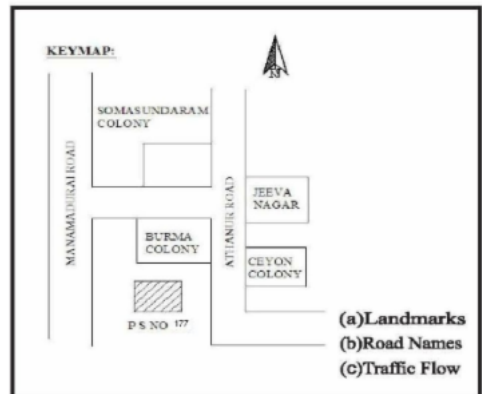 KEYMAP:
N
SOMASUNDARAM
COLONY
MANAMADURAI ROAD
ATHANUR ROAD
JEEVA
NAGAR
BURMA
COLONY
CEYON
COLONY
P S NO 177
(a)Landmarks
(b)Road Names
(c)Traffic Flow